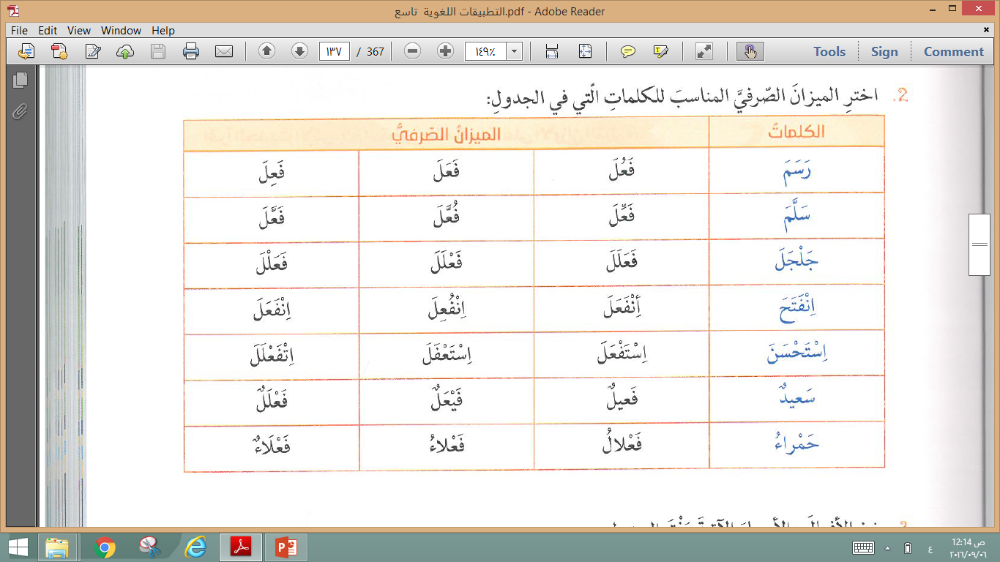 التطبيقات اللغوية تاسع.pdf - Adobe Reader
File Edit View Window Help
١٣٧ / 367 ١٤٩٪ Tools Sign Comment
2. اخترِ الميزانَ الصّرفيَّ المناسبَ للكلماتِ الّتي في الجدولِ:
الكلماتُ الميزانُ الصّرفيُّ
رَسَمَ فَعُلَ فَعَلَ فَعِلَ
سَلَّمَ فَعِّلَ فُعَّلَ فَعَّلَ
جَلْجَلَ فَعَلَلَ فَعْلَلَ فَعَلْلَ
اِنْفَتَحَ أِنْفَعَلَ اِنْفُعِلَ اِنْفَعَلَ
اِسْتَحْسَنَ اِسْتَفْعَلَ اِسْتَعْفَلَ اِتْفَعْلَلَ
سَعيدٌ فَعيلٌ فَيْعَلٌ فَعْلَلٌ
حَمْراءُ فَعْلالُ فَعْلاءُ فَعْلَاءٌ
ع ص 12:14
٢٠١٦/٠٩/٠٦